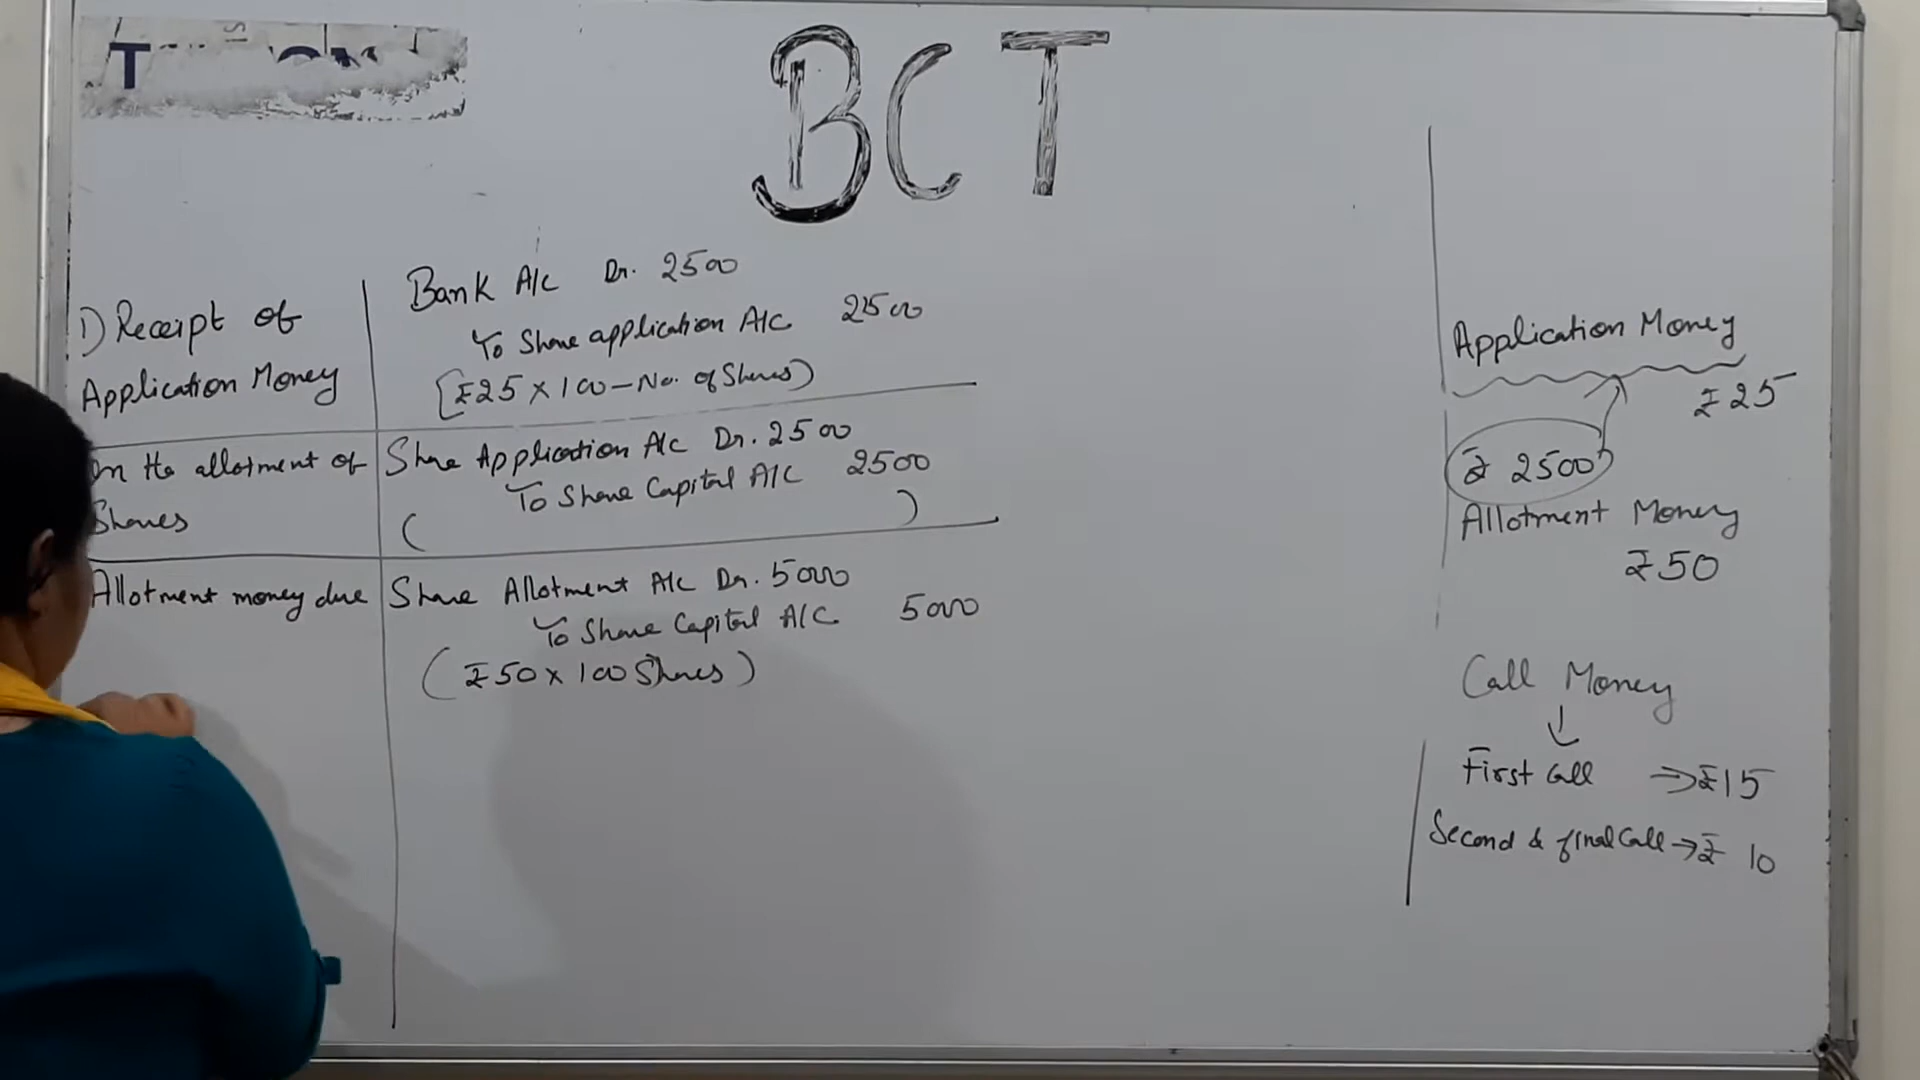 BCT
1) Receipt of
Application Money
Bank A/c Dr. 2500
To Share application A/c 2500
[₹25 × 100 - No. of Shares)
On the allotment of
Shares
Share Application A/c Dr. 2500
To Share Capital A/C 2500
( )
Allotment money due
Share Allotment A/c Dr. 5000
To Share Capital A/C 5000
( ₹50 × 100 Shares )
Application Money
₹25
₹ 2500
Allotment Money
₹50
Call Money
First Call → ₹15
Second & final Call → ₹ 10